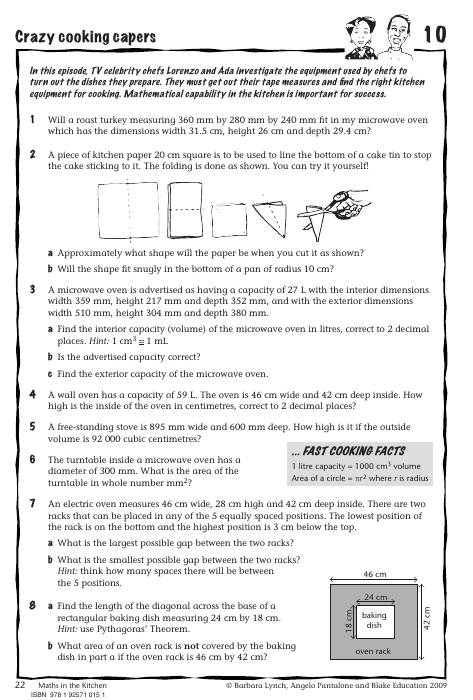 Crazy cooking capers
10
In this episode, TV celebrity chefs Lorenzo and Ada investigate the equipment used by chefs to
turn out the dishes they prepare. They must get out their tape measures and find the right kitchen
equipment for cooking. Mathematical capability in the kitchen is important for success.
1 Will a roast turkey measuring 360 mm by 280 mm by 240 mm fit in my microwave oven
which has the dimensions width 31.5 cm, height 26 cm and depth 29.4 cm?
2 A piece of kitchen paper 20 cm square is to be used to line the bottom of a cake tin to stop
the cake sticking to it. The folding is done as shown. You can try it yourself!
a Approximately what shape will the paper be when you cut it as shown?
b Will the shape fit snugly in the bottom of a pan of radius 10 cm?
3 A microwave oven is advertised as having a capacity of 27 L with the interior dimensions
width 359 mm, height 217 mm and depth 352 mm, and with the exterior dimensions
width 510 mm, height 304 mm and depth 380 mm.
a Find the interior capacity (volume) of the microwave oven in litres, correct to 2 decimal
places. Hint: 1 cm³ ≡ 1 mL
b Is the advertised capacity correct?
c Find the exterior capacity of the microwave oven.
4 A wall oven has a capacity of 59 L. The oven is 46 cm wide and 42 cm deep inside. How
high is the inside of the oven in centimetres, correct to 2 decimal places?
5 A free-standing stove is 895 mm wide and 600 mm deep. How high is it if the outside
volume is 92 000 cubic centimetres?
6 The turntable inside a microwave oven has a
diameter of 300 mm. What is the area of the
turntable in whole number mm²?
... FAST COOKING FACTS
1 litre capacity = 1000 cm³ volume
Area of a circle = πr² where r is radius
7 An electric oven measures 46 cm wide, 28 cm high and 42 cm deep inside. There are two
racks that can be placed in any of the 5 equally spaced positions. The lowest position of
the rack is on the bottom and the highest position is 3 cm below the top.
a What is the largest possible gap between the two racks?
b What is the smallest possible gap between the two racks?
Hint: think how many spaces there will be between
the 5 positions.
8 a Find the length of the diagonal across the base of a
rectangular baking dish measuring 24 cm by 18 cm.
Hint: use Pythagoras' Theorem.
b What area of an oven rack is not covered by the baking
dish in part a if the oven rack is 46 cm by 42 cm?
46 cm
24 cm
18 cm
baking
dish
42 cm
oven rack
22 Maths in the Kitchen
© Barbara Lynch, Angelo Pantalone and Blake Education 2009
ISBN 978 1 92571 015 1